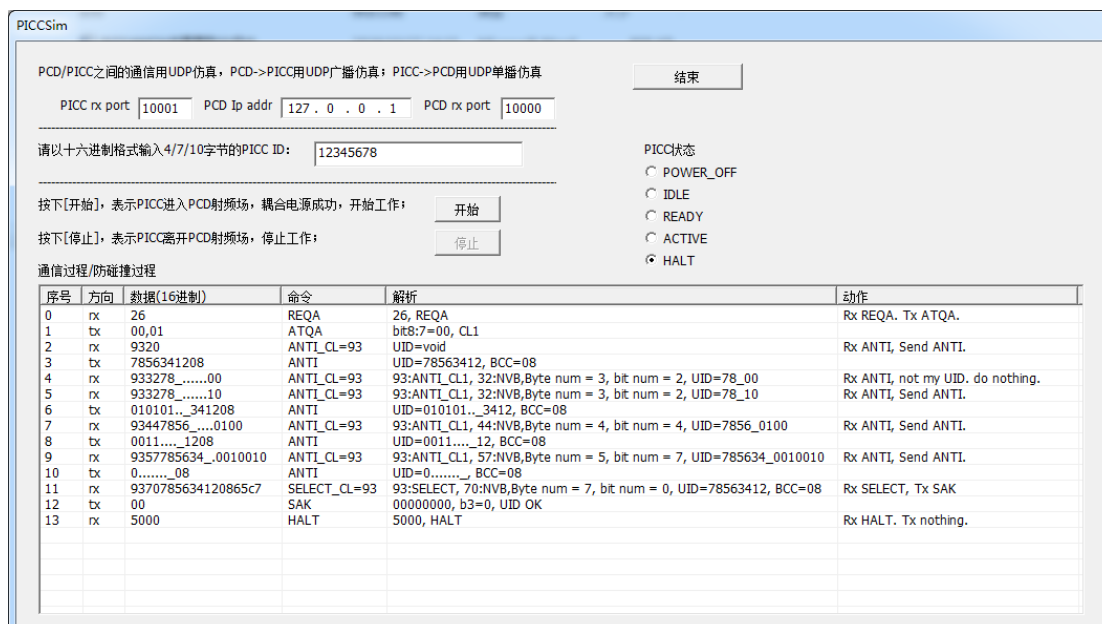 PICCSim
PCD/PICC之间的通信用UDP仿真，PCD->PICC用UDP广播仿真；PICC->PCD用UDP单播仿真
结束
PICC rx port 10001 PCD Ip addr 127 . 0 . 0 . 1 PCD rx port 10000
请以十六进制格式输入4/7/10字节的PICC ID： 12345678
PICC状态
POWER_OFF
IDLE
READY
ACTIVE
HALT
按下[开始]，表示PICC进入PCD射频场，耦合电源成功，开始工作； 开始
按下[停止]，表示PICC离开PCD射频场，停止工作； 停止
通信过程/防碰撞过程
序号 方向 数据(16进制) 命令 解析 动作
0 rx 26 REQA 26, REQA Rx REQA. Tx ATQA.
1 tx 00,01 ATQA bit8:7=00, CL1
2 rx 9320 ANTI_CL=93 UID=void Rx ANTI, Send ANTI.
3 tx 7856341208 ANTI UID=78563412, BCC=08
4 rx 933278_......00 ANTI_CL=93 93:ANTI_CL1, 32:NVB,Byte num = 3, bit num = 2, UID=78_00 Rx ANTI, not my UID. do nothing.
5 rx 933278_......10 ANTI_CL=93 93:ANTI_CL1, 32:NVB,Byte num = 3, bit num = 2, UID=78_10 Rx ANTI, Send ANTI.
6 tx 010101.._341208 ANTI UID=010101.._3412, BCC=08
7 rx 93447856_....0100 ANTI_CL=93 93:ANTI_CL1, 44:NVB,Byte num = 4, bit num = 4, UID=7856_0100 Rx ANTI, Send ANTI.
8 tx 0011...._1208 ANTI UID=0011...._12, BCC=08
9 rx 9357785634_.0010010 ANTI_CL=93 93:ANTI_CL1, 57:NVB,Byte num = 5, bit num = 7, UID=785634_0010010 Rx ANTI, Send ANTI.
10 tx 0......._08 ANTI UID=0......._, BCC=08
11 rx 9370785634120865c7 SELECT_CL=93 93:SELECT, 70:NVB,Byte num = 7, bit num = 0, UID=78563412, BCC=08 Rx SELECT, Tx SAK
12 tx 00 SAK 00000000, b3=0, UID OK
13 rx 5000 HALT 5000, HALT Rx HALT. Tx nothing.